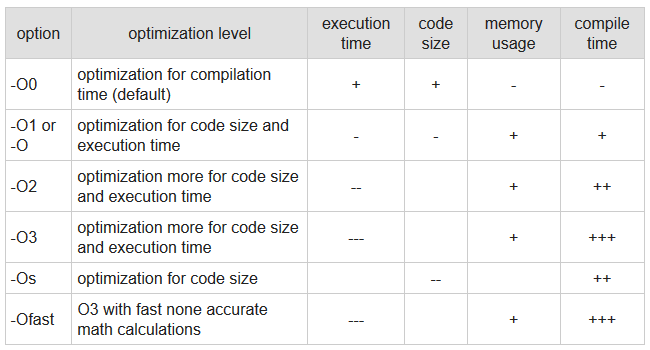 option optimization level execution time code size memory usage compile time
-O0 optimization for compilation time (default) + + - -
-O1 or -O optimization for code size and execution time - - + +
-O2 optimization more for code size and execution time -- + ++
-O3 optimization more for code size and execution time --- + +++
-Os optimization for code size -- ++
-Ofast O3 with fast none accurate math calculations --- + +++